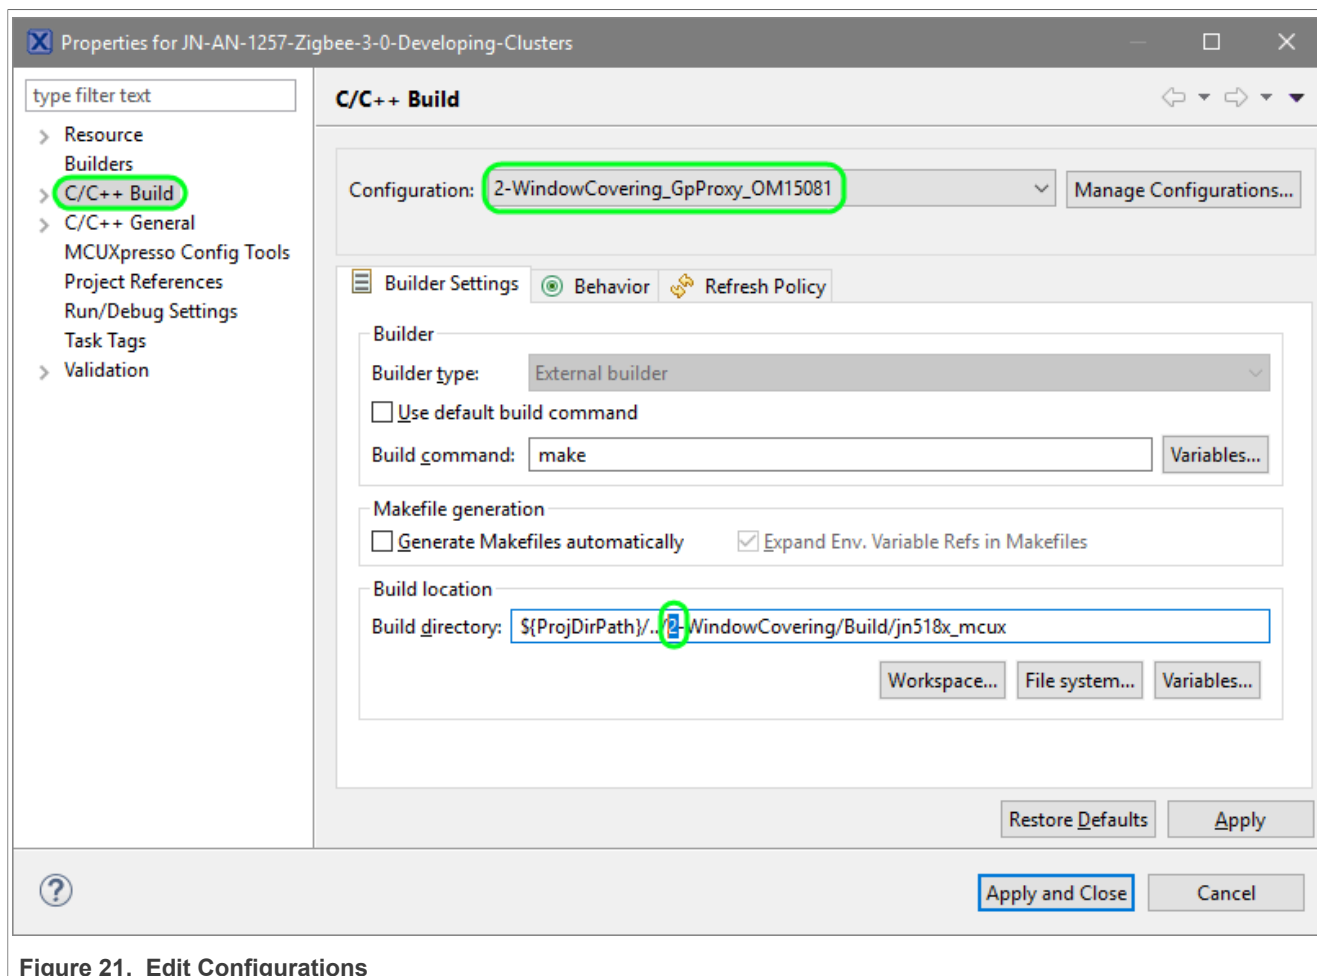 Properties for JN-AN-1257-Zigbee-3-0-Developing-Clusters
type filter text
Resource
Builders
C/C++ Build
C/C++ General
MCUXpresso Config Tools
Project References
Run/Debug Settings
Task Tags
Validation
C/C++ Build
Configuration: 2-WindowCovering_GpProxy_OM15081 Manage Configurations...
Builder Settings Behavior Refresh Policy
Builder
Builder type: External builder
Use default build command
Build command: make Variables...
Makefile generation
Generate Makefiles automatically Expand Env. Variable Refs in Makefiles
Build location
Build directory: ${ProjDirPath}/../2-WindowCovering/Build/jn518x_mcux
Workspace... File system... Variables...
Restore Defaults Apply
Apply and Close Cancel
Figure 21. Edit Configurations